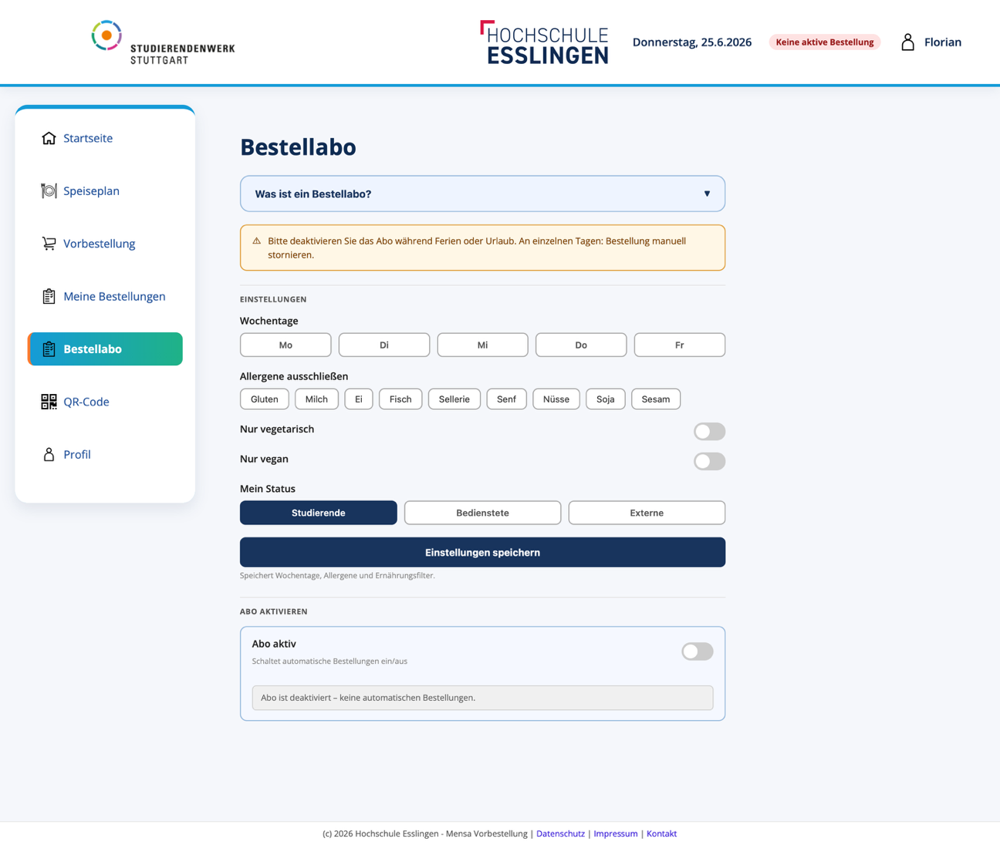 STUDIERENDENWERK
STUTTGART
HOCHSCHULE
ESSLINGEN
Donnerstag, 25.6.2026
Keine aktive Bestellung
Florian
Startseite
Speiseplan
Vorbestellung
Meine Bestellungen
Bestellabo
QR-Code
Profil
Bestellabo
Was ist ein Bestellabo? ▼
⚠ Bitte deaktivieren Sie das Abo während Ferien oder Urlaub. An einzelnen Tagen: Bestellung manuell
stornieren.
EINSTELLUNGEN
Wochentage
Mo Di Mi Do Fr
Allergene ausschließen
Gluten Milch Ei Fisch Sellerie Senf Nüsse Soja Sesam
Nur vegetarisch
Nur vegan
Mein Status
Studierende Bedienstete Externe
Einstellungen speichern
Speichert Wochentage, Allergene und Ernährungsfilter.
ABO AKTIVIEREN
Abo aktiv
Schaltet automatische Bestellungen ein/aus
Abo ist deaktiviert – keine automatischen Bestellungen.
(c) 2026 Hochschule Esslingen - Mensa Vorbestellung | Datenschutz | Impressum | Kontakt